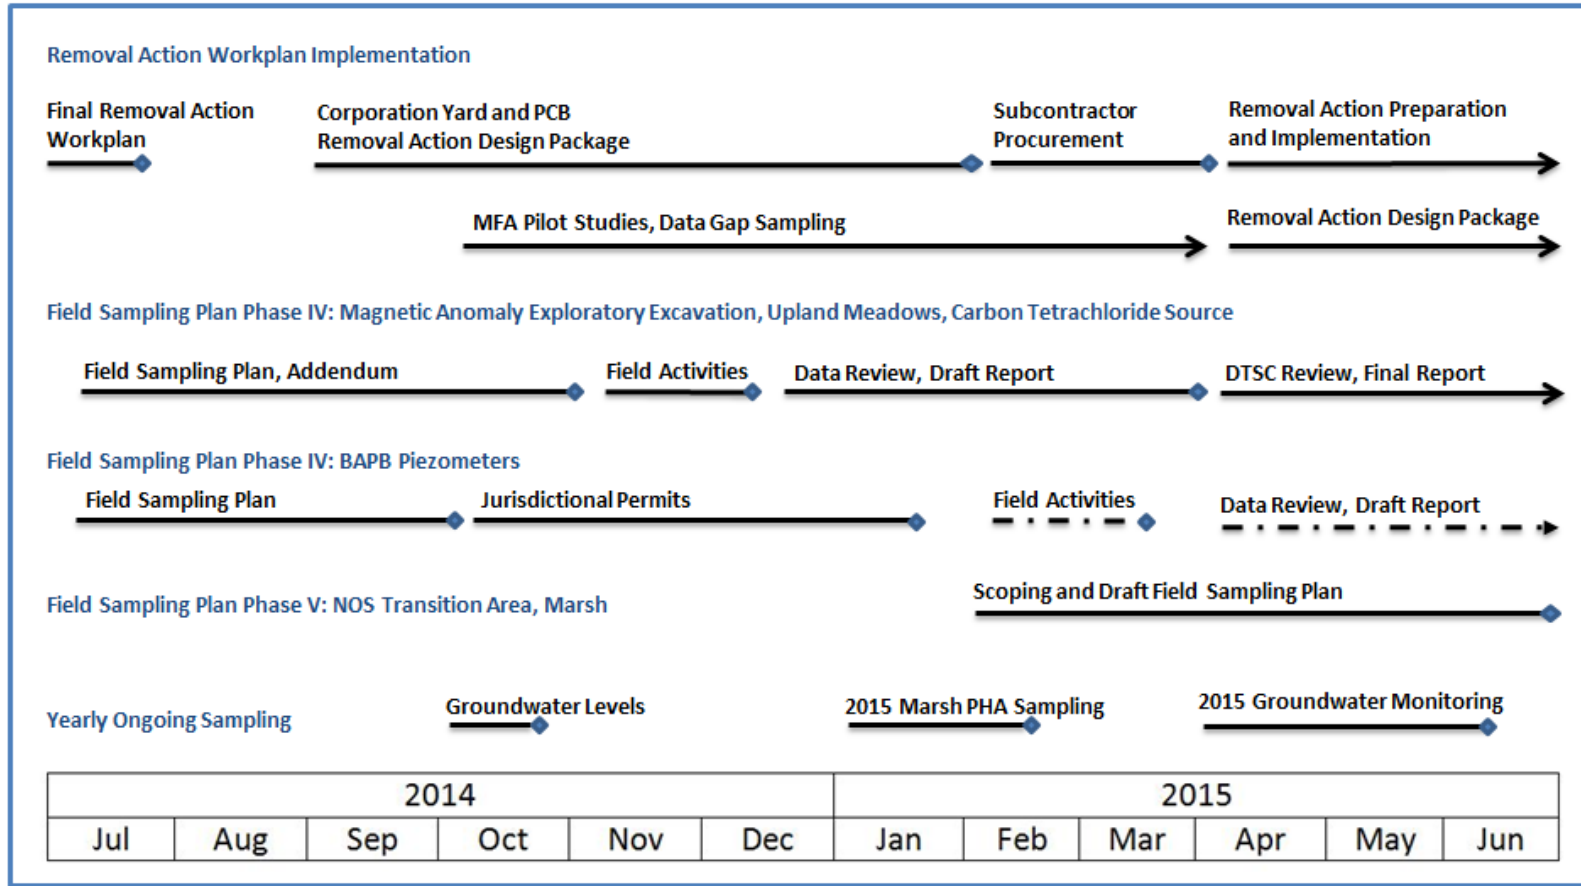 Removal Action Workplan Implementation
Final Removal Action
Workplan
Corporation Yard and PCB
Removal Action Design Package
Subcontractor
Procurement
Removal Action Preparation
and Implementation
MFA Pilot Studies, Data Gap Sampling
Removal Action Design Package
Field Sampling Plan Phase IV: Magnetic Anomaly Exploratory Excavation, Upland Meadows, Carbon Tetrachloride Source
Field Sampling Plan, Addendum
Field Activities
Data Review, Draft Report
DTSC Review, Final Report
Field Sampling Plan Phase IV: BAPB Piezometers
Field Sampling Plan
Jurisdictional Permits
Field Activities
Data Review, Draft Report
Field Sampling Plan Phase V: NOS Transition Area, Marsh
Scoping and Draft Field Sampling Plan
Yearly Ongoing Sampling
Groundwater Levels
2015 Marsh PHA Sampling
2015 Groundwater Monitoring
2014 2015
Jul Aug Sep Oct Nov Dec Jan Feb Mar Apr May Jun